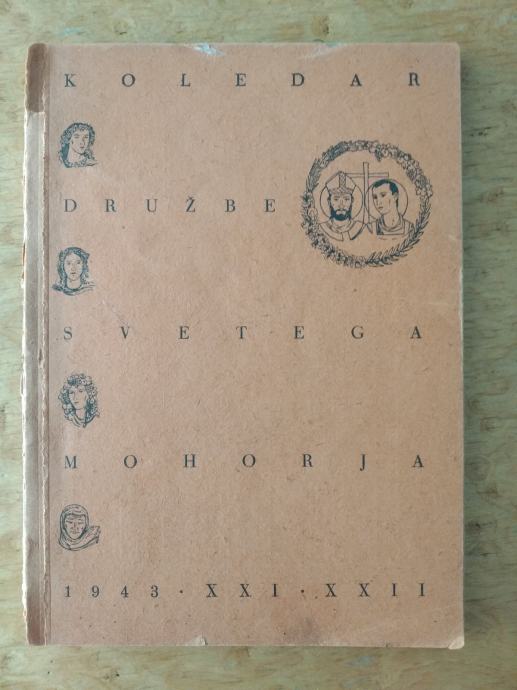 KOLEDAR
DRUŽBE
SVETEGA
MOHORJA
1943 · XXI · XXII